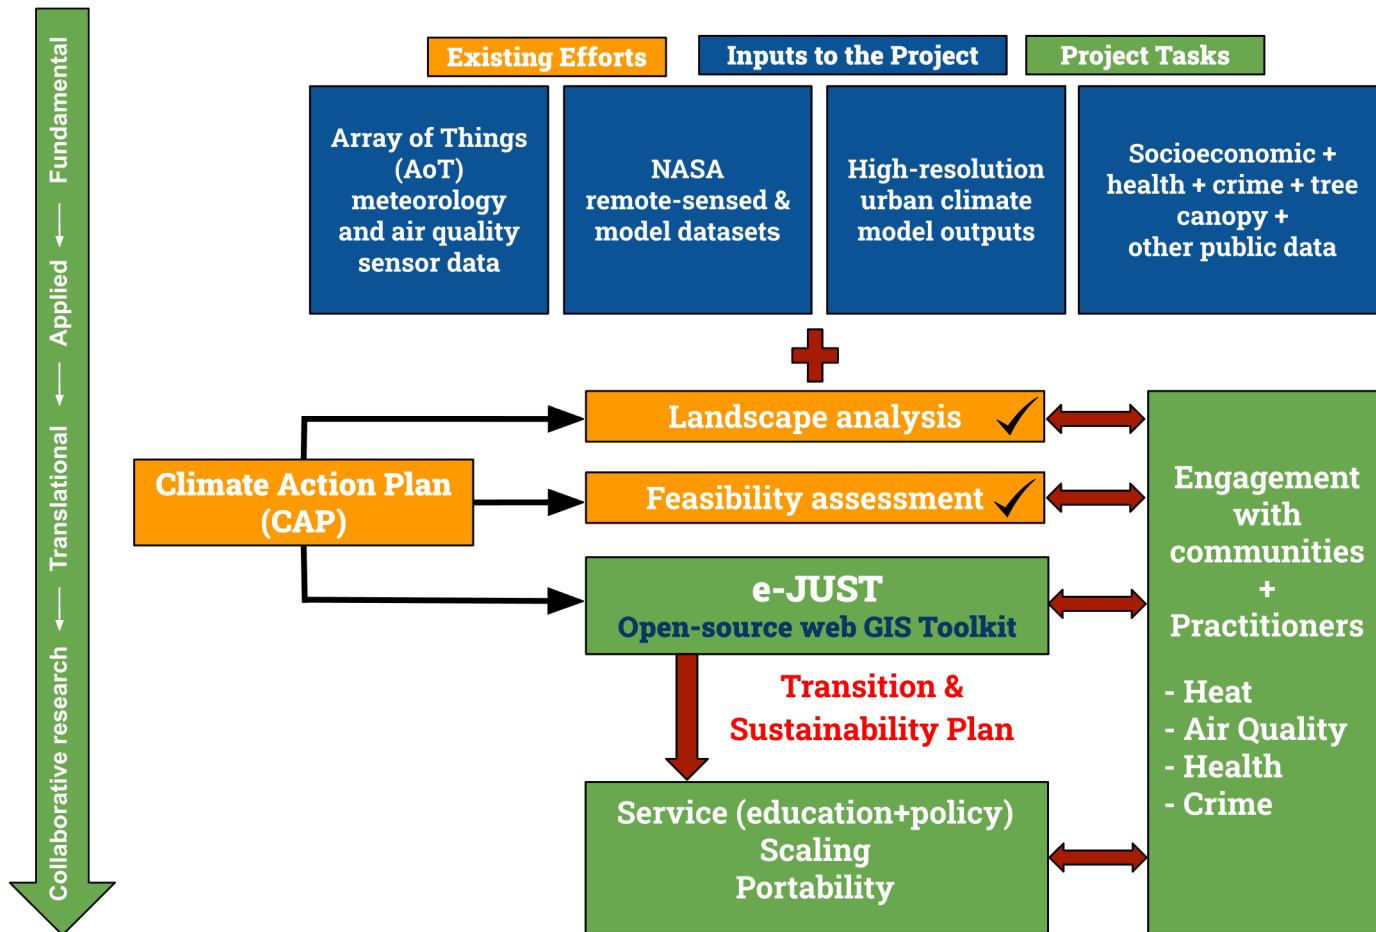 Existing Efforts
Inputs to the Project
Project Tasks
Array of Things
(AoT)
meteorology
and air quality
sensor data
NASA
remote-sensed &
model datasets
High-resolution
urban climate
model outputs
Socioeconomic +
health + crime + tree
canopy +
other public data
Fundamental
Applied
Translational
Collaborative research
Climate Action Plan
(CAP)
Landscape analysis
Feasibility assessment
e-JUST
Open-source web GIS Toolkit
Transition &
Sustainability Plan
Service (education+policy)
Scaling
Portability
Engagement
with
communities
+
Practitioners
- Heat
- Air Quality
- Health
- Crime